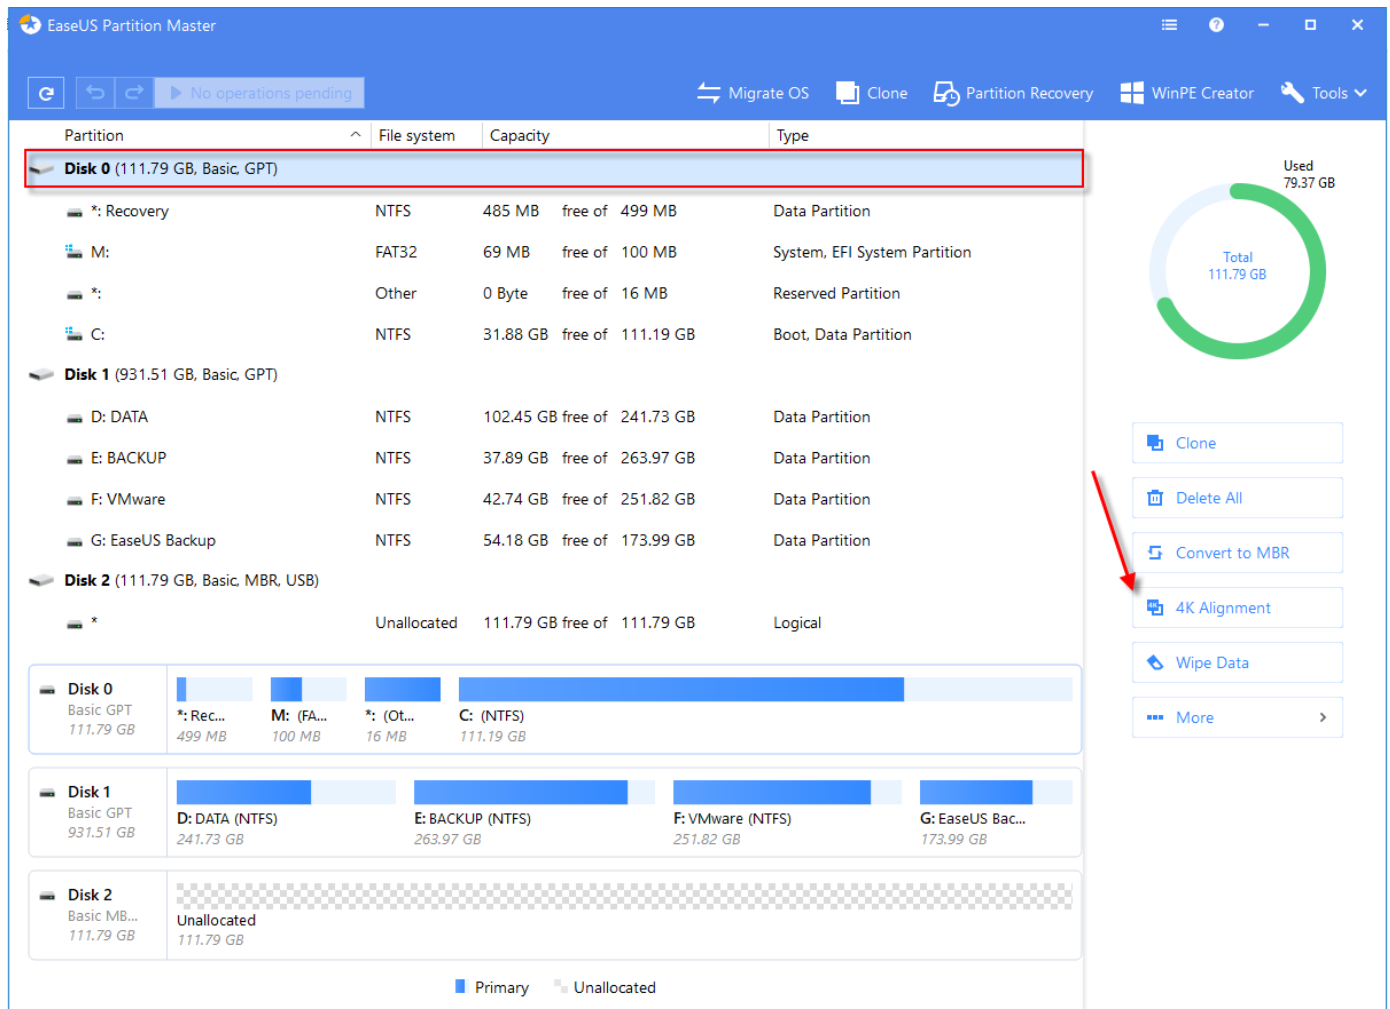 EaseUS Partition Master
No operations pending
Migrate OS Clone Partition Recovery WinPE Creator Tools
Partition File system Capacity Type
Disk 0 (111.79 GB, Basic, GPT)
*: Recovery NTFS 485 MB free of 499 MB Data Partition
M: FAT32 69 MB free of 100 MB System, EFI System Partition
*: Other 0 Byte free of 16 MB Reserved Partition
C: NTFS 31.88 GB free of 111.19 GB Boot, Data Partition
Disk 1 (931.51 GB, Basic, GPT)
D: DATA NTFS 102.45 GB free of 241.73 GB Data Partition
E: BACKUP NTFS 37.89 GB free of 263.97 GB Data Partition
F: VMware NTFS 42.74 GB free of 251.82 GB Data Partition
G: EaseUS Backup NTFS 54.18 GB free of 173.99 GB Data Partition
Disk 2 (111.79 GB, Basic, MBR, USB)
* Unallocated 111.79 GB free of 111.79 GB Logical
Used
79.37 GB
Total
111.79 GB
Clone
Delete All
Convert to MBR
4K Alignment
Wipe Data
More
Disk 0
Basic GPT
111.79 GB
*: Rec... M: (FA... *: (Ot... C: (NTFS)
499 MB 100 MB 16 MB 111.19 GB
Disk 1
Basic GPT
931.51 GB
D: DATA (NTFS) E: BACKUP (NTFS) F: VMware (NTFS) G: EaseUS Bac...
241.73 GB 263.97 GB 251.82 GB 173.99 GB
Disk 2
Basic MB...
111.79 GB
Unallocated
111.79 GB
Primary Unallocated